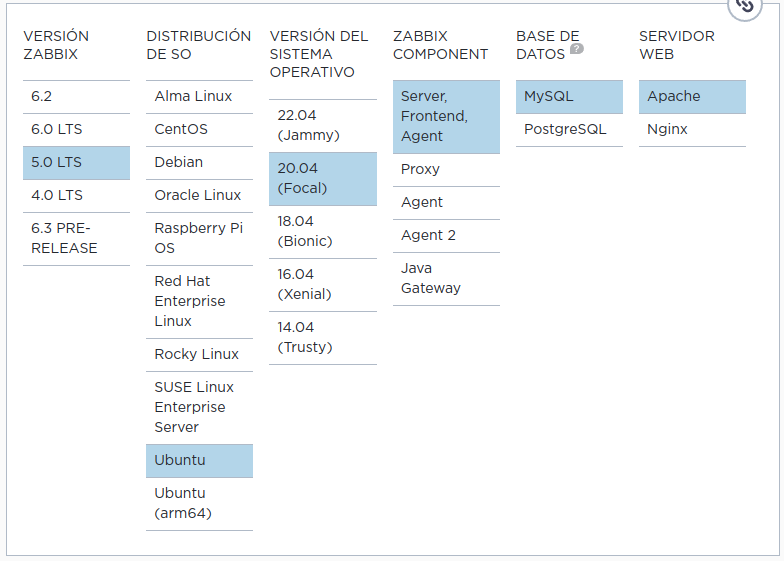 VERSIÓN
ZABBIX
6.2
6.0 LTS
5.0 LTS
4.0 LTS
6.3 PRE-
RELEASE
DISTRIBUCIÓN
DE SO
Alma Linux
CentOS
Debian
Oracle Linux
Raspberry Pi
OS
Red Hat
Enterprise
Linux
Rocky Linux
SUSE Linux
Enterprise
Server
Ubuntu
Ubuntu
(arm64)
VERSIÓN DEL
SISTEMA
OPERATIVO
22.04
(Jammy)
20.04
(Focal)
18.04
(Bionic)
16.04
(Xenial)
14.04
(Trusty)
ZABBIX
COMPONENT
Server,
Frontend,
Agent
Proxy
Agent
Agent 2
Java
Gateway
BASE DE
DATOS ?
MySQL
PostgreSQL
SERVIDOR
WEB
Apache
Nginx